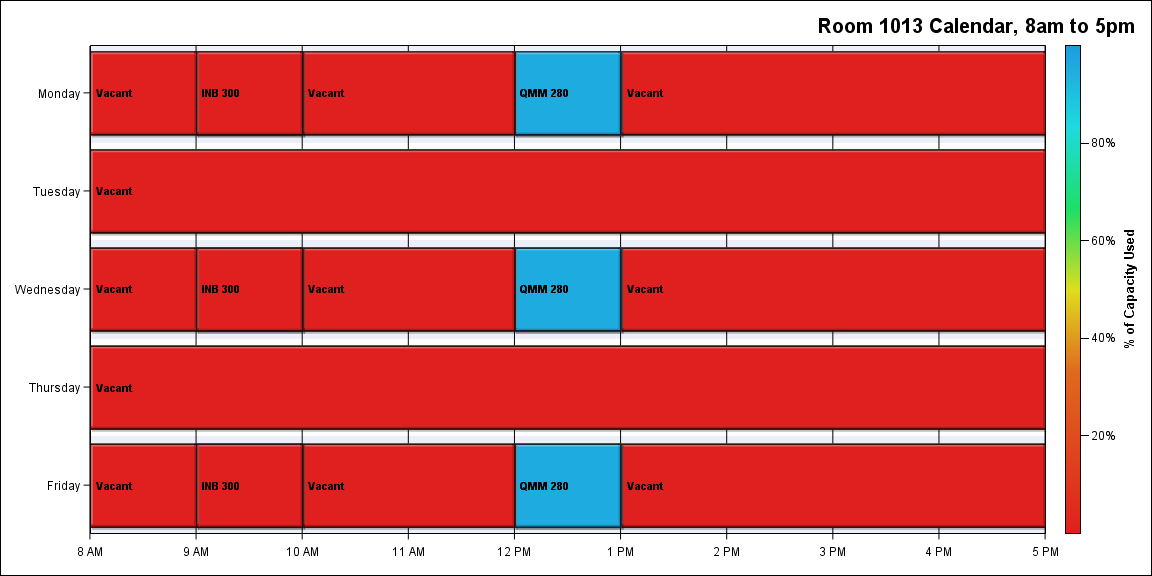 Room 1013 Calendar, 8am to 5pm
Monday Vacant INB 300 Vacant QMM 280 Vacant
80%
Tuesday Vacant
60%
Wednesday Vacant INB 300 Vacant QMM 280 Vacant
% of Capacity Used
40%
Thursday Vacant
20%
Friday Vacant INB 300 Vacant QMM 280 Vacant
8 AM 9 AM 10 AM 11 AM 12 PM 1 PM 2 PM 3 PM 4 PM 5 PM